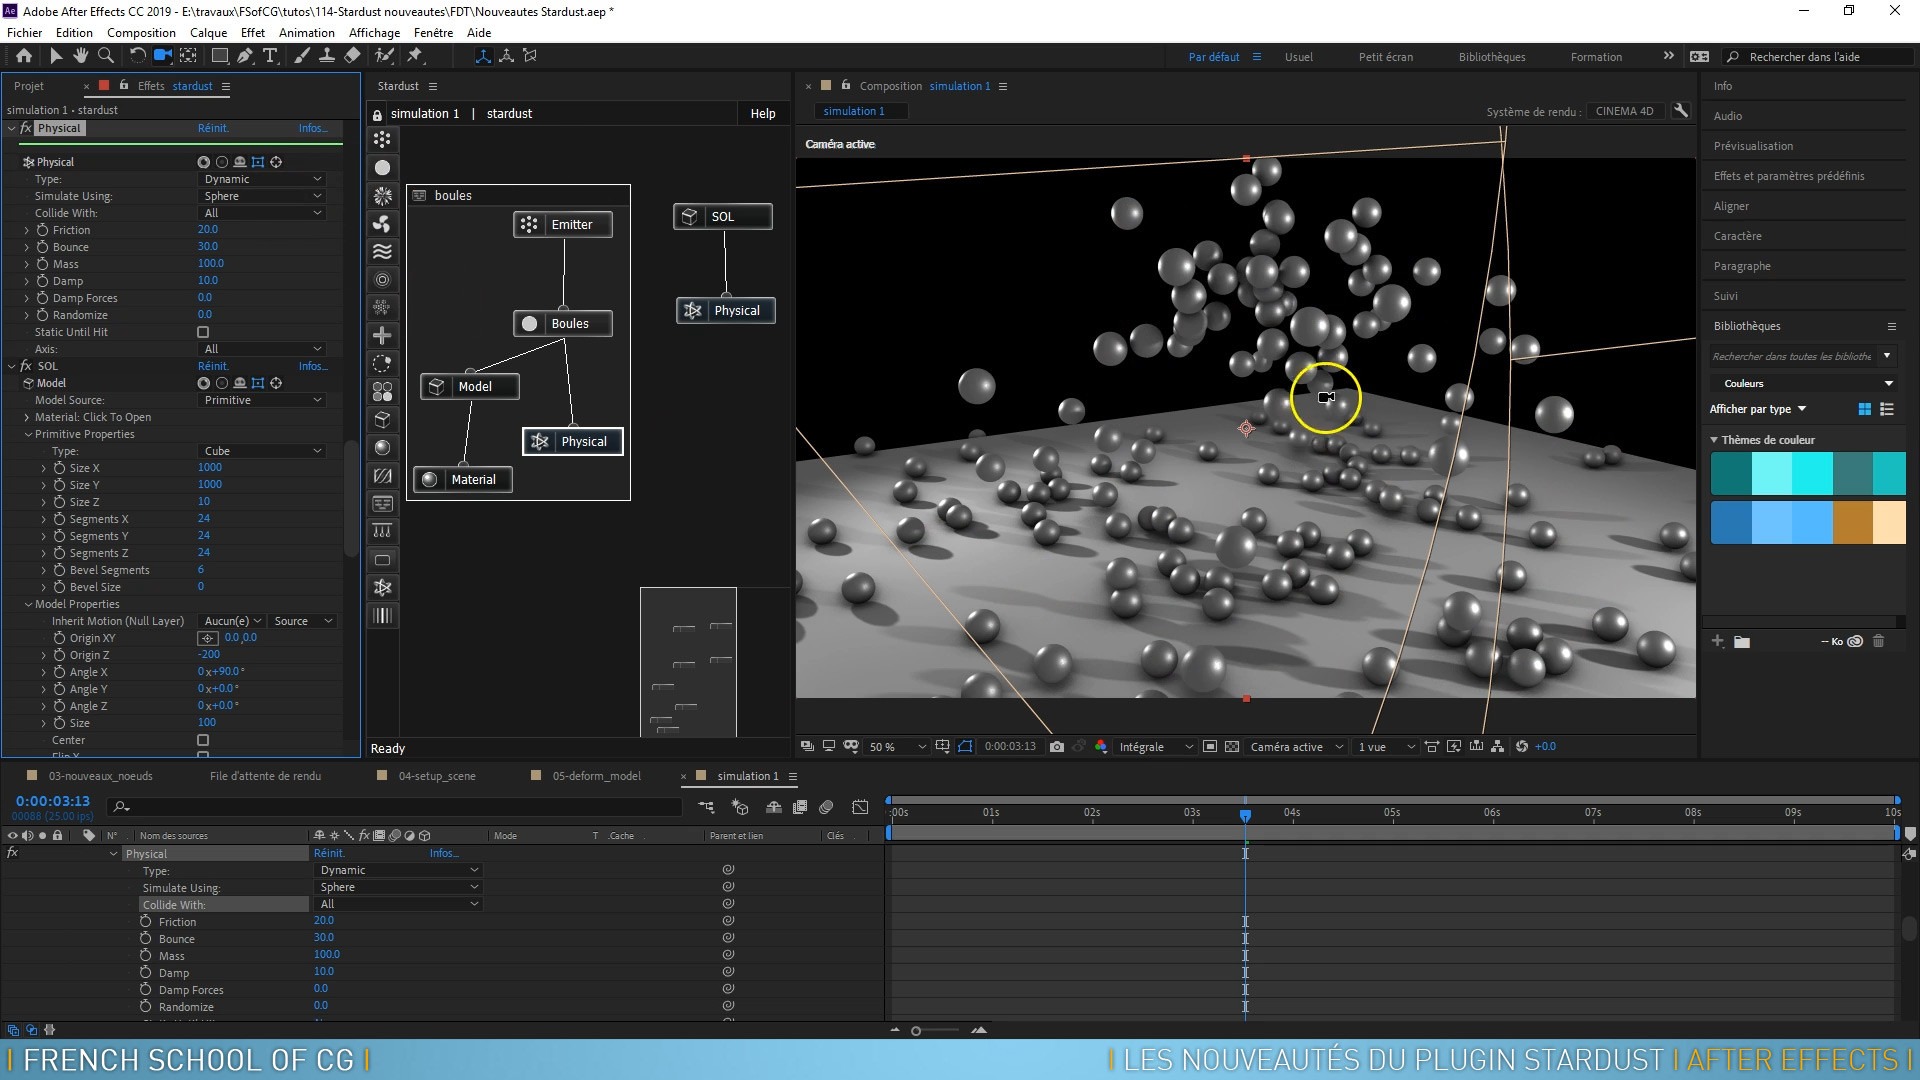 Adobe After Effects CC 2019 - E:\travaux\FSofCG\tutos\114-Stardust nouveautes\FDT\Nouveautes Stardust.aep *
Fichier Edition Composition Calque Effet Animation Affichage Fenêtre Aide
Par défaut Usuel Petit écran Bibliothèques Formation Rechercher dans l'aide
Projet Effets stardust
simulation 1 • stardust
Physical Réinit. Infos...
Physical
Type: Dynamic
Simulate Using: Sphere
Collide With: All
Friction 20.0
Bounce 30.0
Mass 100.0
Damp 10.0
Damp Forces 0.0
Randomize 0.0
Static Until Hit
Axis: All
SOL Réinit. Infos...
Model
Model Source: Primitive
Material: Click To Open
Primitive Properties
Type: Cube
Size X 1000
Size Y 1000
Size Z 10
Segments X 24
Segments Y 24
Segments Z 24
Bevel Segments 6
Bevel Size 0
Model Properties
Inherit Motion (Null Layer) Aucun(e) Source
Origin XY 0.0,0.0
Origin Z -200
Angle X 0x+90.0°
Angle Y 0x+0.0°
Angle Z 0x+0.0°
Size 100
Center
Flip X
Stardust
simulation 1 | stardust Help
boules
Emitter
Boules
Model
Physical
Material
SOL
Physical
Ready
Composition simulation 1
simulation 1
Système de rendu : CINEMA 4D
Caméra active
50 % 0:00:03:13 Intégrale Caméra active 1 vue +0.0
Info
Audio
Prévisualisation
Effets et paramètres prédéfinis
Aligner
Caractère
Paragraphe
Suivi
Bibliothèques
Rechercher dans toutes les bibliothe
Couleurs
Afficher par type
Thèmes de couleur
-- Ko
03-nouveaux_noeuds File d'attente de rendu 04-setup_scene 05-deform_model simulation 1
0:00:03:13
00088 (25.00 ips)
N° Nom des sources Mode T .Cache Parent et lien Clés
:00s 01s 02s 03s 04s 05s 06s 07s 08s 09s 10s
Physical Réinit. Infos...
Type: Dynamic
Simulate Using: Sphere
Collide With: All
Friction 20.0
Bounce 30.0
Mass 100.0
Damp 10.0
Damp Forces 0.0
Randomize 0.0
| FRENCH SCHOOL OF CG |
| LES NOUVEAUTÉS DU PLUGIN STARDUST | AFTER EFFECTS |